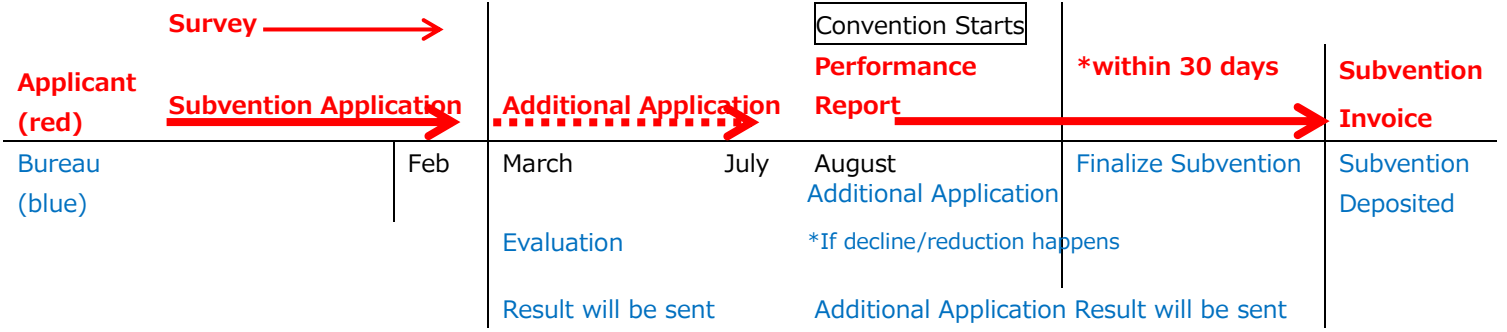 Survey
Convention Starts
Applicant
(red)
Subvention Application
Additional Application
Performance
Report
*within 30 days
Subvention
Invoice
Bureau
(blue)
Feb
March
July
August
Additional Application
Finalize Subvention
Subvention
Deposited
Evaluation
*If decline/reduction happens
Result will be sent
Additional Application Result will be sent